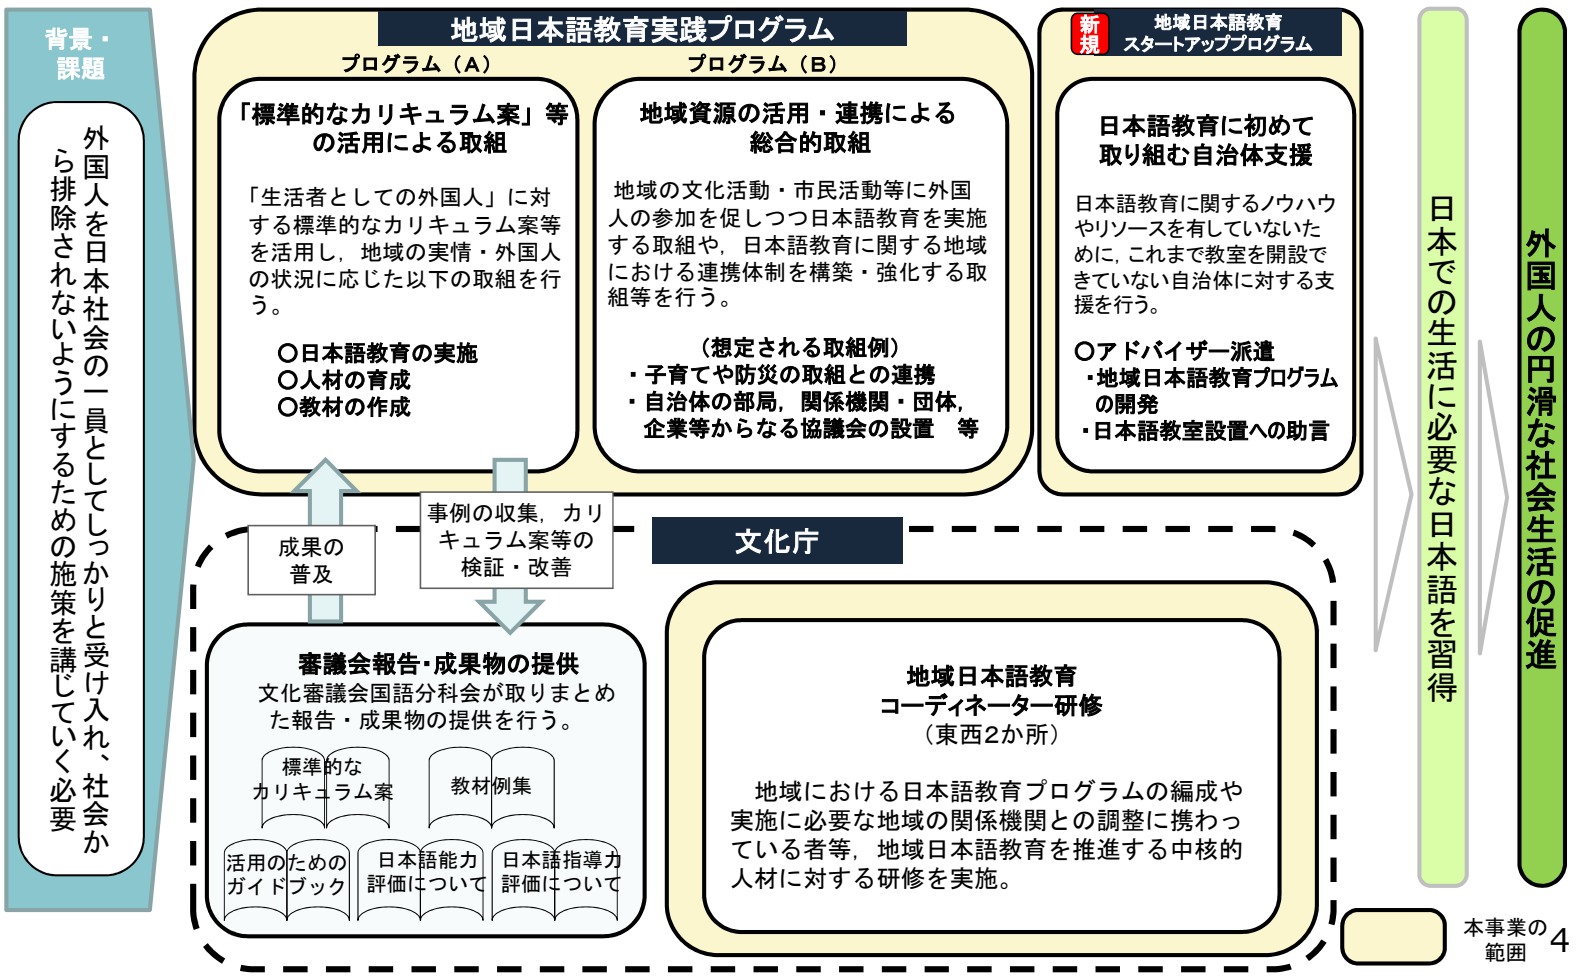 背景・
課題
外国人を日本社会の一員としてしっかりと受け入れ、社会か
ら排除されないようにするための施策を講じていく必要
地域日本語教育実践プログラム
プログラム（Ａ）
「標準的なカリキュラム案」等
の活用による取組
「生活者としての外国人」に対
する標準的なカリキュラム案等
を活用し，地域の実情・外国人
の状況に応じた以下の取組を行
う。
〇日本語教育の実施
〇人材の育成
〇教材の作成
プログラム（Ｂ）
地域資源の活用・連携による
総合的取組
地域の文化活動・市民活動等に外国
人の参加を促しつつ日本語教育を実施
する取組や，日本語教育に関する地域
における連携体制を構築・強化する取
組等を行う。
（想定される取組例）
・子育てや防災の取組との連携
・自治体の部局，関係機関・団体，
企業等からなる協議会の設置　等
新規
地域日本語教育
スタートアッププログラム
日本語教育に初めて
取り組む自治体支援
日本語教育に関するノウハウ
やリソースを有していないた
めに，これまで教室を開設で
きていない自治体に対する支
援を行う。
〇アドバイザー派遣
・地域日本語教育プログラム
の開発
・日本語教室設置への助言
成果の
普及
事例の収集，カリ
キュラム案等の
検証・改善
文化庁
審議会報告・成果物の提供
文化審議会国語分科会が取りまとめ
た報告・成果物の提供を行う。
標準的な
カリキュラム案
教材例集
活用のための
ガイドブック
日本語能力
評価について
日本語指導力
評価について
地域日本語教育
コーディネーター研修
（東西2か所）
地域における日本語教育プログラムの編成や
実施に必要な地域の関係機関との調整に携わっ
ている者等，地域日本語教育を推進する中核的
人材に対する研修を実施。
日本での生活に必要な日本語を習得
外国人の円滑な社会生活の促進
本事業の
範囲
4